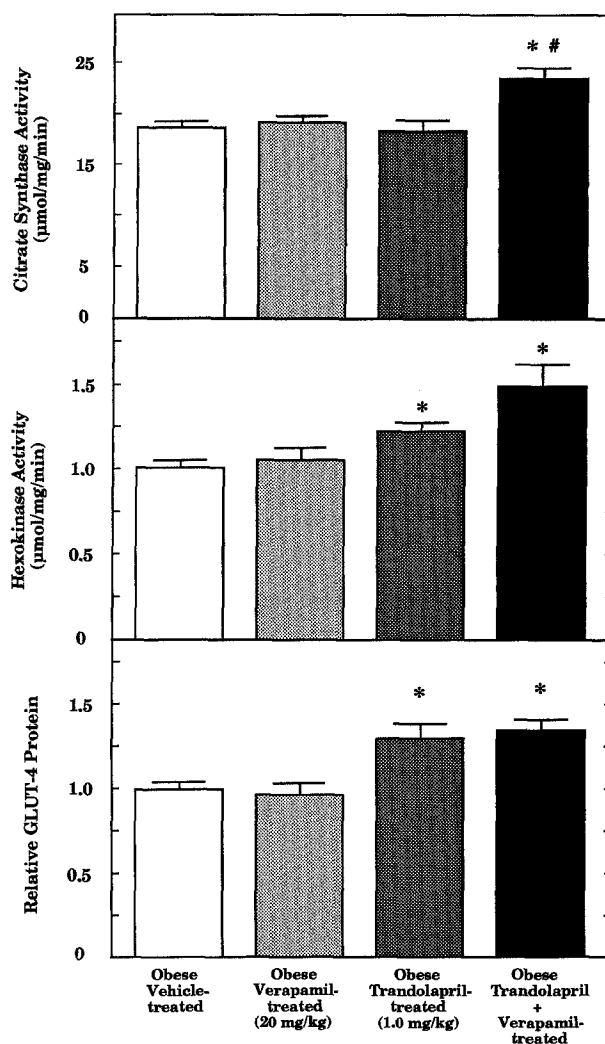 Citrate Synthase Activity
(µmol/mg/min)
25
15
5
0
* #
Hexokinase Activity
(µmol/mg/min)
1.5
1.0
0.5
0
*
*
Relative GLUT-4 Protein
1.5
1.0
0.5
0
*
*
Obese
Vehicle-
treated
Obese
Verapamil-
treated
(20 mg/kg)
Obese
Trandolapril-
treated
(1.0 mg/kg)
Obese
Trandolapril
+
Verapamil-
treated